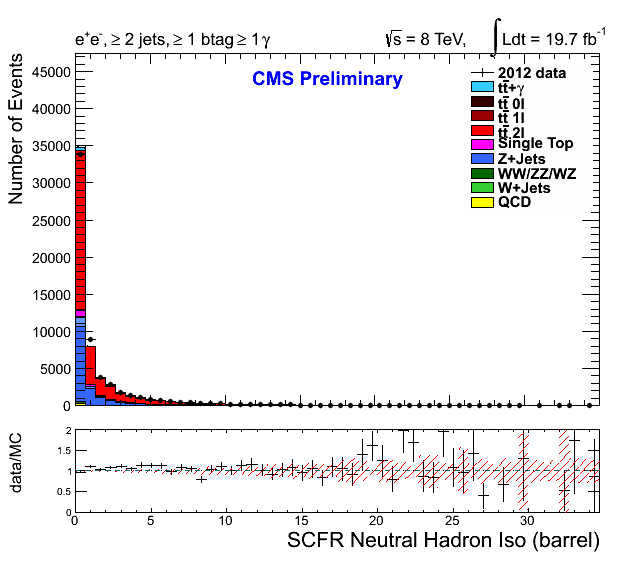 e⁺e⁻, ≥ 2 jets, ≥ 1 btag ≥ 1 γ √s = 8 TeV, ∫ Ldt = 19.7 fb⁻¹
CMS Preliminary
2012 data
tt̄+γ
tt̄ 0l
tt̄ 1l
tt̄ 2l
Single Top
Z+Jets
WW/ZZ/WZ
W+Jets
QCD
Number of Events
45000
40000
35000
30000
25000
20000
15000
10000
5000
0
data/MC
2
1.5
1
0.5
0
0 5 10 15 20 25 30
SCFR Neutral Hadron Iso (barrel)